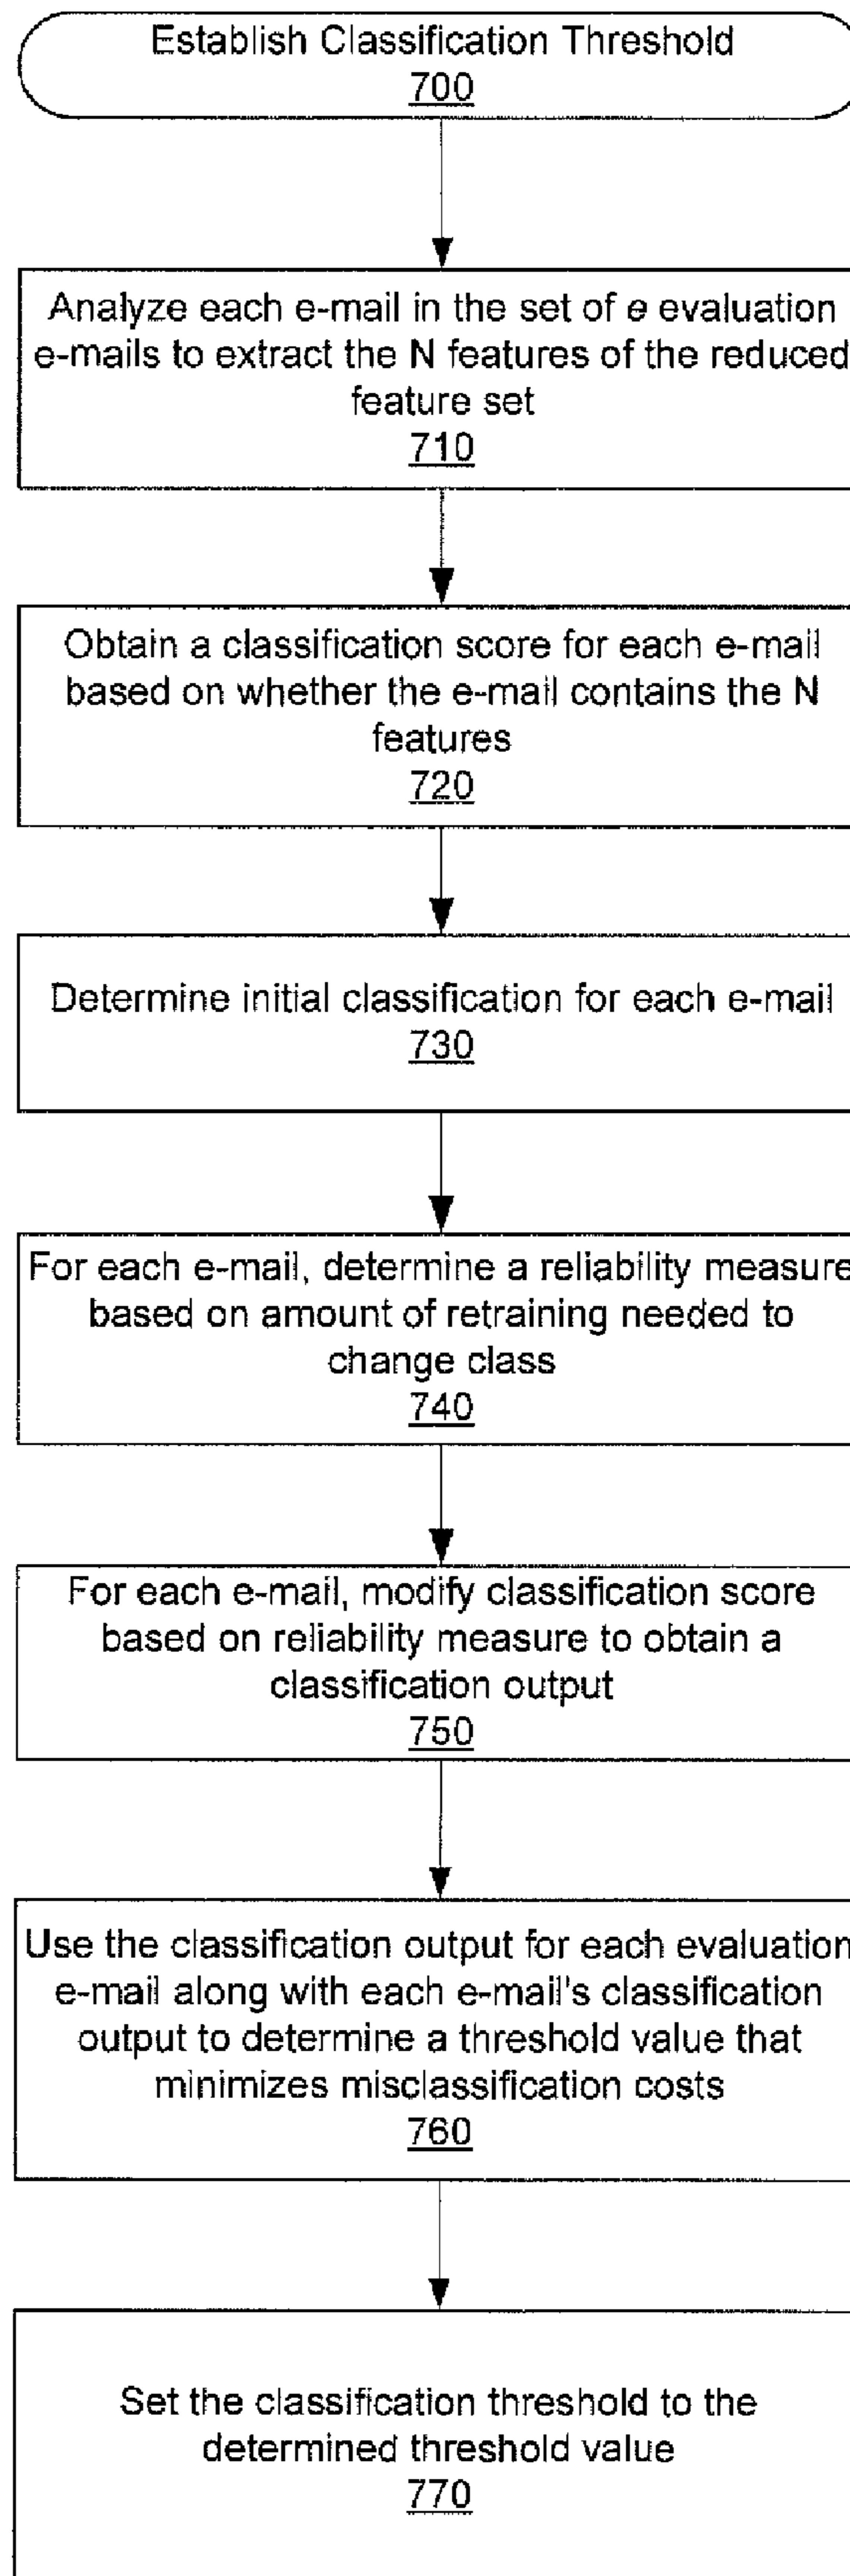 Establish Classification Threshold
700
Analyze each e-mail in the set of e evaluation
e-mails to extract the N features of the reduced
feature set
710
Obtain a classification score for each e-mail
based on whether the e-mail contains the N
features
720
Determine initial classification for each e-mail
730
For each e-mail, determine a reliability measure
based on amount of retraining needed to
change class
740
For each e-mail, modify classification score
based on reliability measure to obtain a
classification output
750
Use the classification output for each evaluation
e-mail along with each e-mail's classification
output to determine a threshold value that
minimizes misclassification costs
760
Set the classification threshold to the
determined threshold value
770